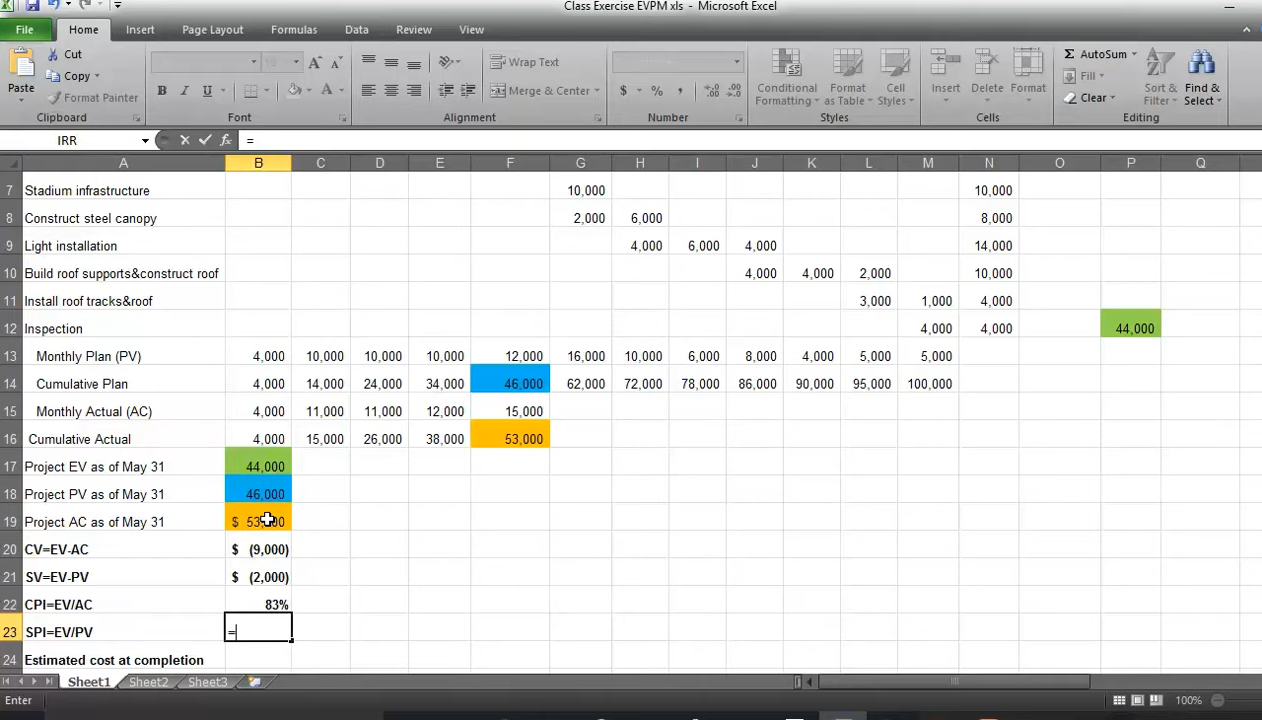 Class Exercise EVPM xls - Microsoft Excel
File Home Insert Page Layout Formulas Data Review View
Paste
Cut
Copy
Format Painter
Clipboard
B I U
A
Font
Wrap Text
Merge & Center
Alignment
$ % ,
Number
Conditional Formatting
Format as Table
Cell Styles
Styles
Insert Delete Format
Cells
Σ AutoSum
Fill
Clear
Sort & Filter
Find & Select
Editing
IRR fx =
A B C D E F G H I J K L M N O P Q
7 Stadium infrastructure 10,000 10,000
8 Construct steel canopy 2,000 6,000 8,000
9 Light installation 4,000 6,000 4,000 14,000
10 Build roof supports&construct roof 4,000 4,000 2,000 10,000
11 Install roof tracks&roof 3,000 1,000 4,000
12 Inspection 4,000 4,000 44,000
13 Monthly Plan (PV) 4,000 10,000 10,000 10,000 12,000 16,000 10,000 6,000 8,000 4,000 5,000 5,000
14 Cumulative Plan 4,000 14,000 24,000 34,000 46,000 62,000 72,000 78,000 86,000 90,000 95,000 100,000
15 Monthly Actual (AC) 4,000 11,000 11,000 12,000 15,000
16 Cumulative Actual 4,000 15,000 26,000 38,000 53,000
17 Project EV as of May 31 44,000
18 Project PV as of May 31 46,000
19 Project AC as of May 31 $ 53,000
20 CV=EV-AC $ (9,000)
21 SV=EV-PV $ (2,000)
22 CPI=EV/AC 83%
23 SPI=EV/PV =
24 Estimated cost at completion
Sheet1 Sheet2 Sheet3
Enter 100%